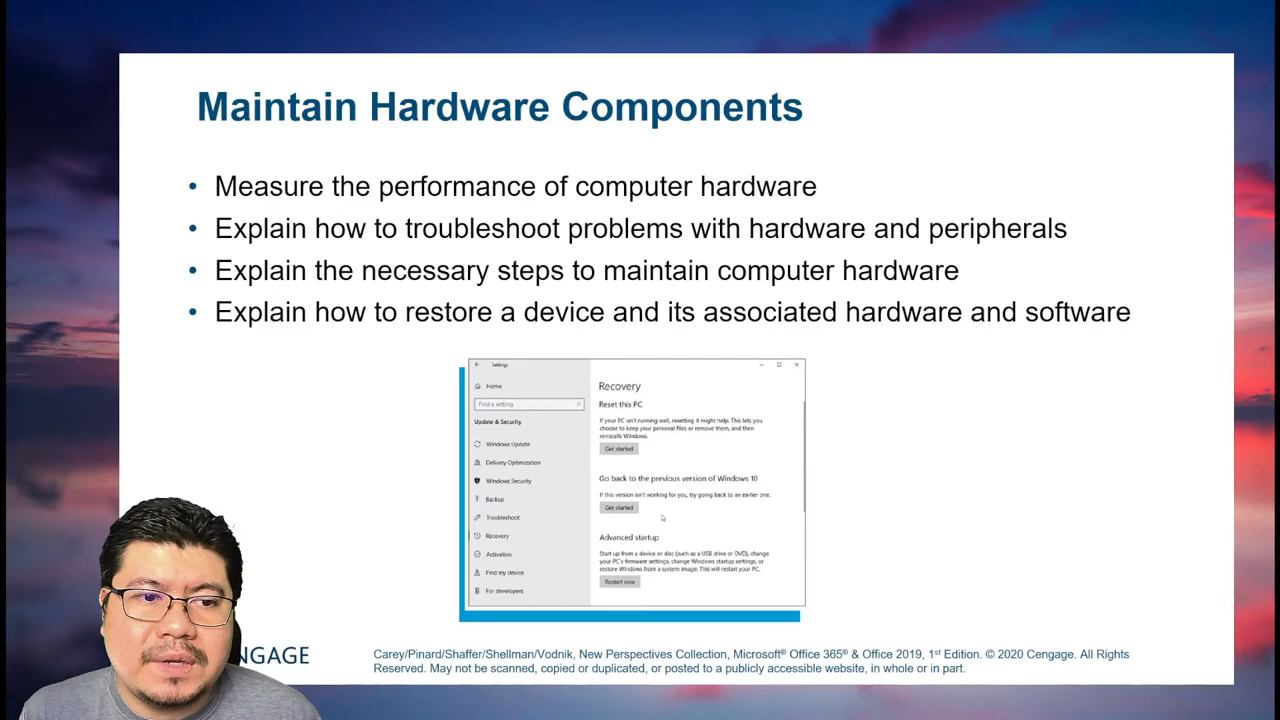 Maintain Hardware Components
• Measure the performance of computer hardware
• Explain how to troubleshoot problems with hardware and peripherals
• Explain the necessary steps to maintain computer hardware
• Explain how to restore a device and its associated hardware and software
Settings
Home
Find a setting
Update & Security
Windows Update
Delivery Optimization
Windows Security
Backup
Troubleshoot
Recovery
Activation
Find my device
For developers
Recovery
Reset this PC
If your PC isn't running well, resetting it might help. This lets you
choose to keep your personal files or remove them, and then
reinstalls Windows.
Get started
Go back to the previous version of Windows 10
If this version isn't working for you, try going back to an earlier one.
Get started
Advanced startup
Start up from a device or disc (such as a USB drive or DVD), change
your PC's firmware settings, change Windows startup settings, or
restore Windows from a system image. This will restart your PC.
Restart now
NGAGE
Carey/Pinard/Shaffer/Shellman/Vodnik, New Perspectives Collection, Microsoft® Office 365® & Office 2019, 1st Edition. © 2020 Cengage. All Rights
Reserved. May not be scanned, copied or duplicated, or posted to a publicly accessible website, in whole or in part.